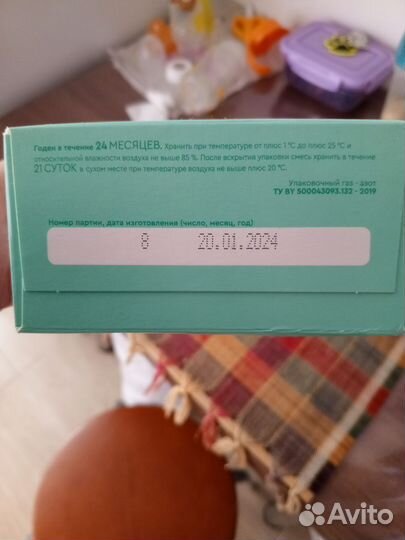 Годен в течение 24 МЕСЯЦЕВ. Хранить при температуре от плюс 1 °С до плюс 25 °С и
относительной влажности воздуха не выше 85 %. После вскрытия упаковки смесь хранить в течение
21 СУТОК в сухом месте при температуре воздуха не выше плюс 20 °С.
Упаковочный газ - азот
ТУ BY 500043093.132 - 2019
Номер партии, дата изготовления (число, месяц, год):
8 20.01.2024
Avito